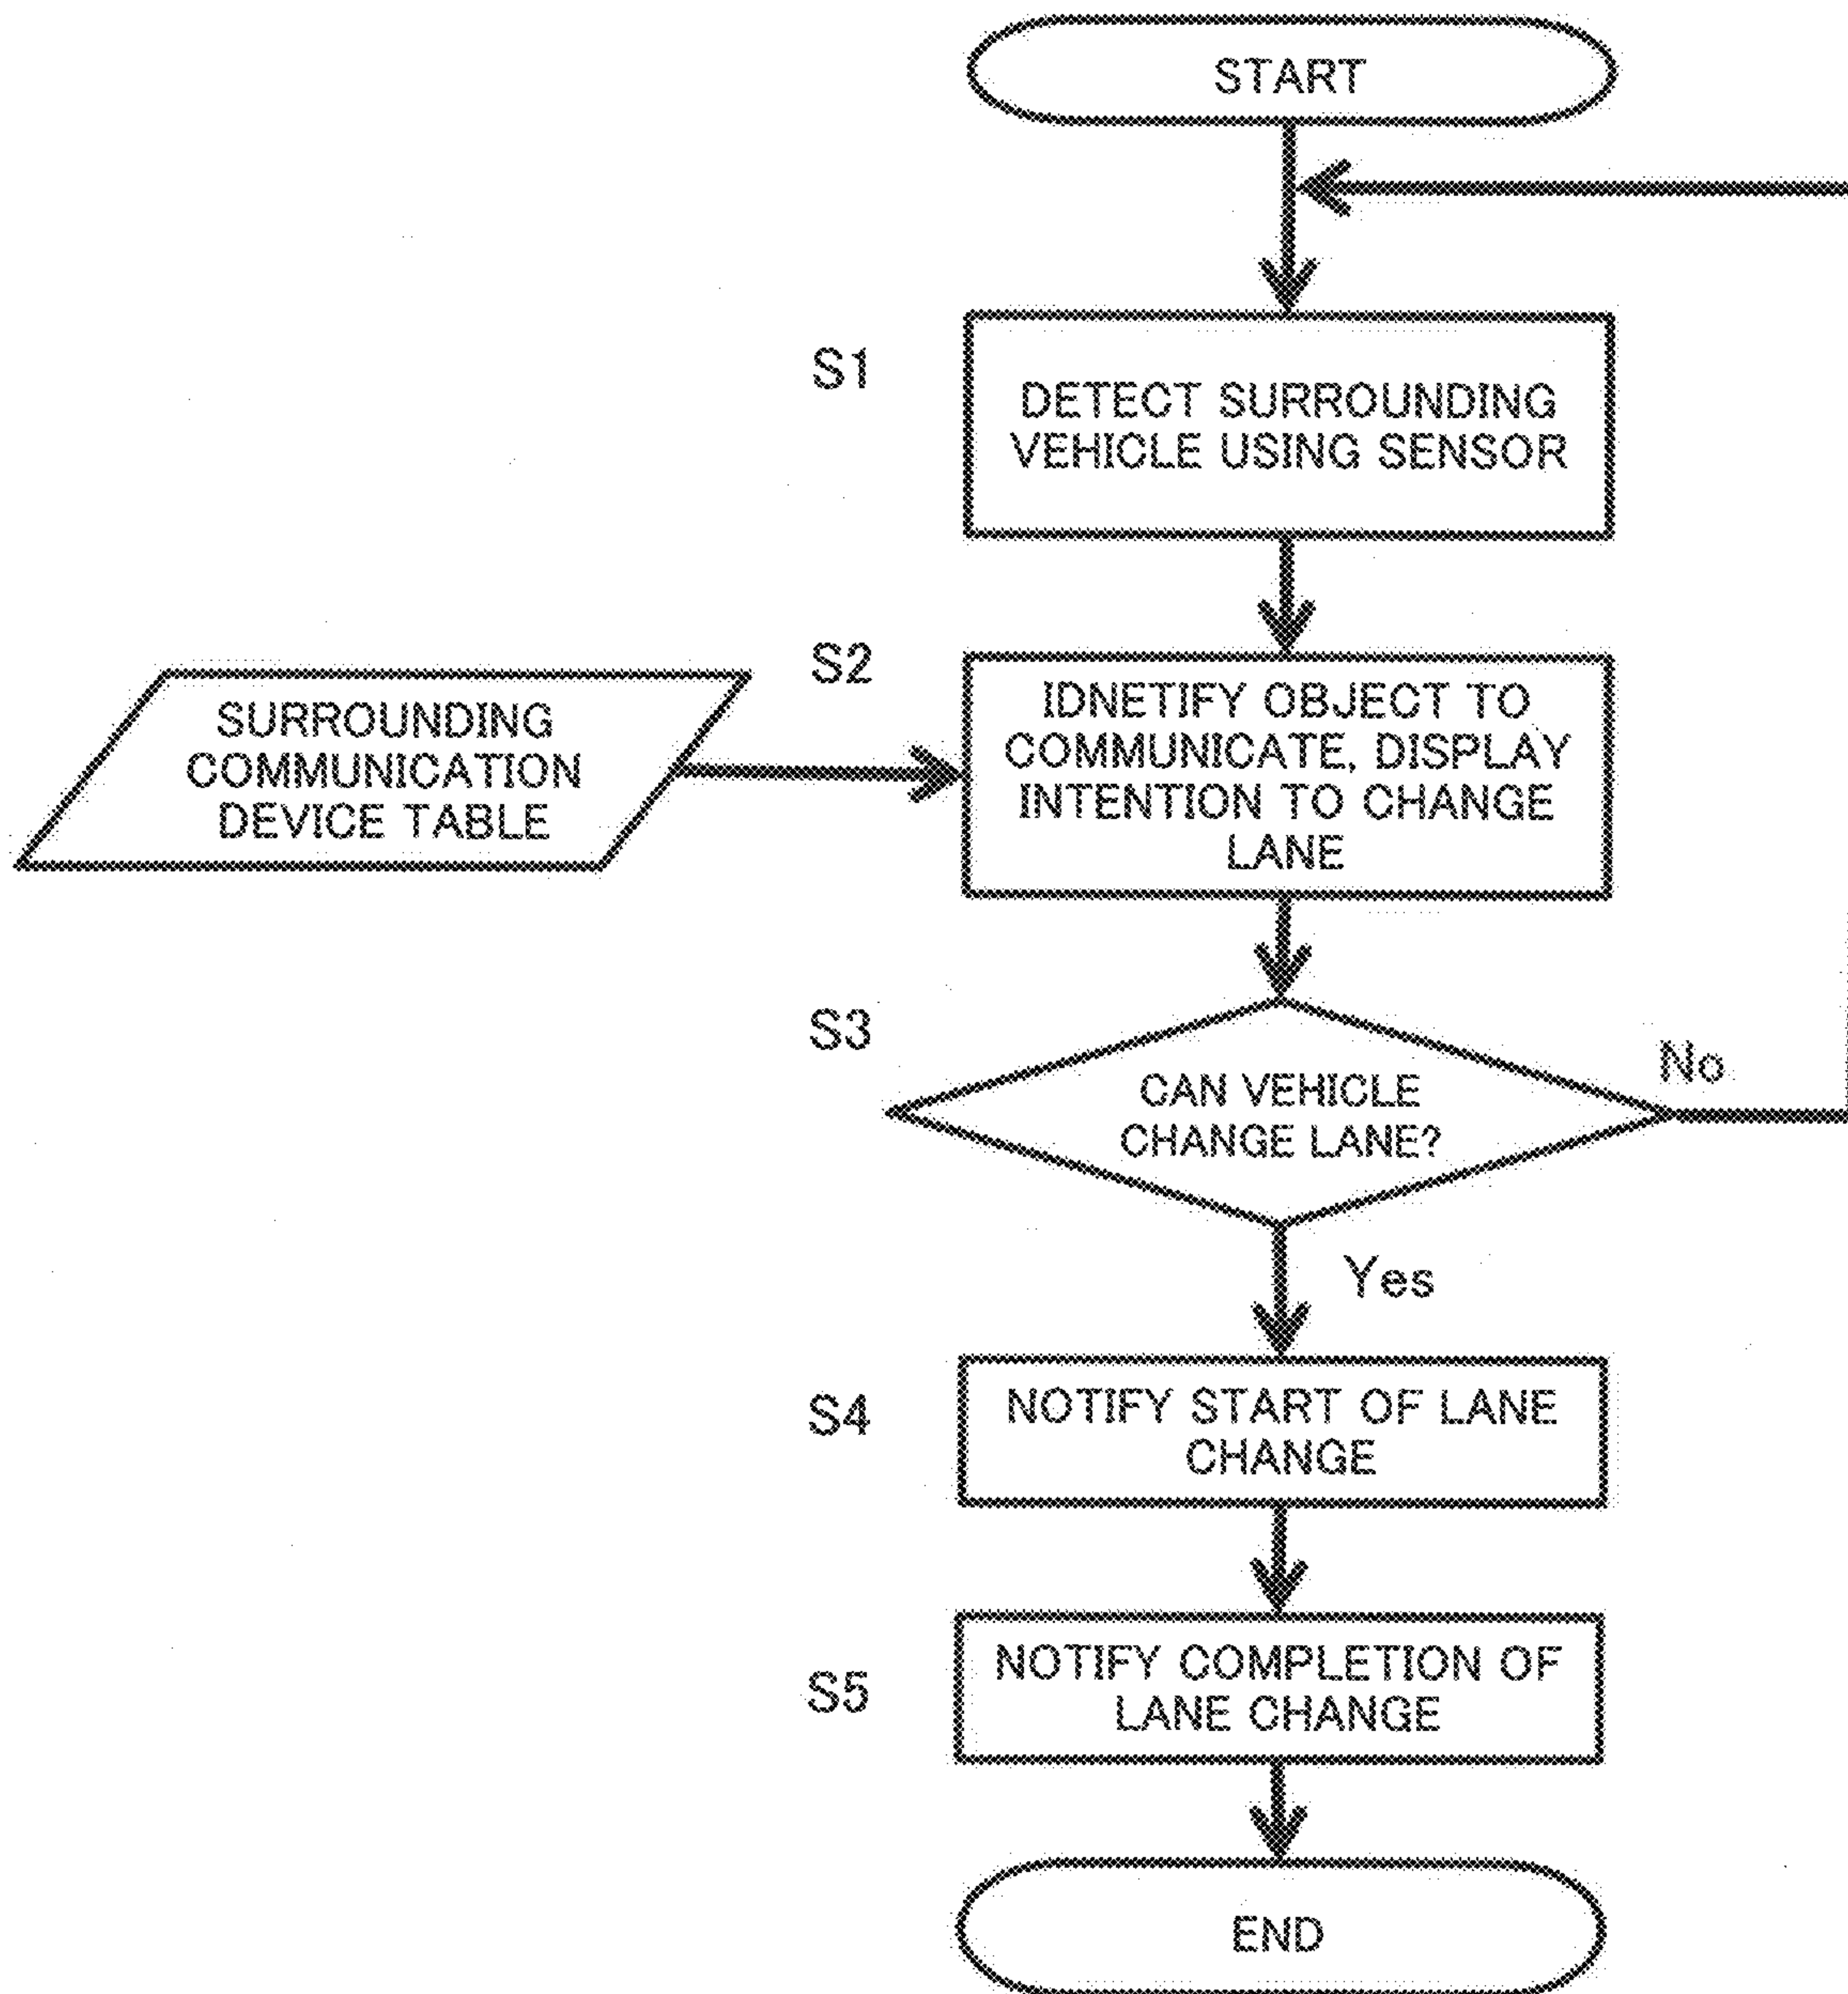 START
S1
DETECT SURROUNDING
VEHICLE USING SENSOR
S2
SURROUNDING
COMMUNICATION
DEVICE TABLE
IDNETIFY OBJECT TO
COMMUNICATE, DISPLAY
INTENTION TO CHANGE
LANE
S3
CAN VEHICLE
CHANGE LANE?
No
Yes
S4
NOTIFY START OF LANE
CHANGE
S5
NOTIFY COMPLETION OF
LANE CHANGE
END